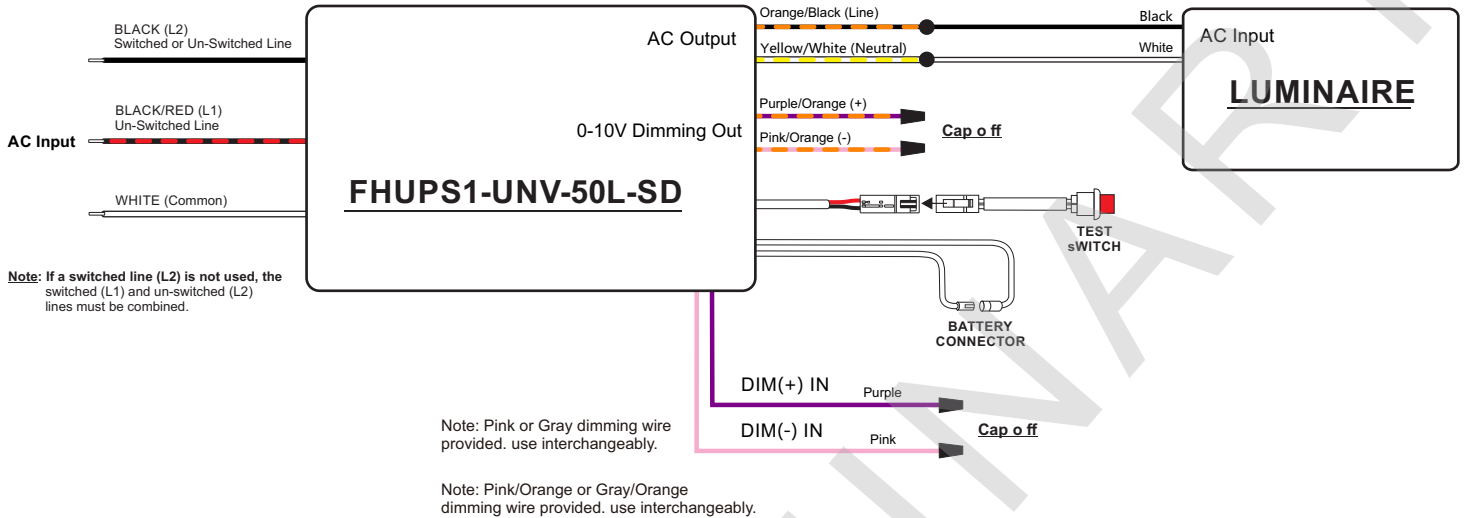 BLACK (L2)
Switched or Un-Switched Line
BLACK/RED (L1)
Un-Switched Line
AC Input
WHITE (Common)
Note: If a switched line (L2) is not used, the
switched (L1) and un-switched (L2)
lines must be combined.
AC Output
0-10V Dimming Out
FHUPS1-UNV-50L-SD
Orange/Black (Line)
Yellow/White (Neutral)
Black
White
AC Input
LUMINAIRE
Purple/Orange (+)
Pink/Orange (-)
Cap o ff
TEST
sWITCH
BATTERY
CONNECTOR
DIM(+) IN
Purple
DIM(-) IN
Pink
Cap o ff
Note: Pink or Gray dimming wire
provided. use interchangeably.
Note: Pink/Orange or Gray/Orange
dimming wire provided. use interchangeably.